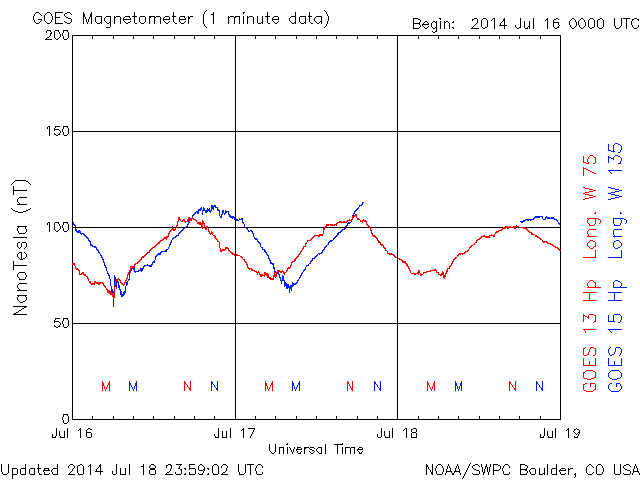 GOES Magnetometer (1 minute data)
Begin: 2014 Jul 16 0000 UTC
200
150
100
50
0
NanoTesla (nT)
M M N N M M N N M M N N
Jul 16 Jul 17 Jul 18 Jul 19
Universal Time
GOES 13 Hp Long. W 75
GOES 15 Hp Long. W 135
Updated 2014 Jul 18 23:59:02 UTC
NOAA/SWPC Boulder, CO USA